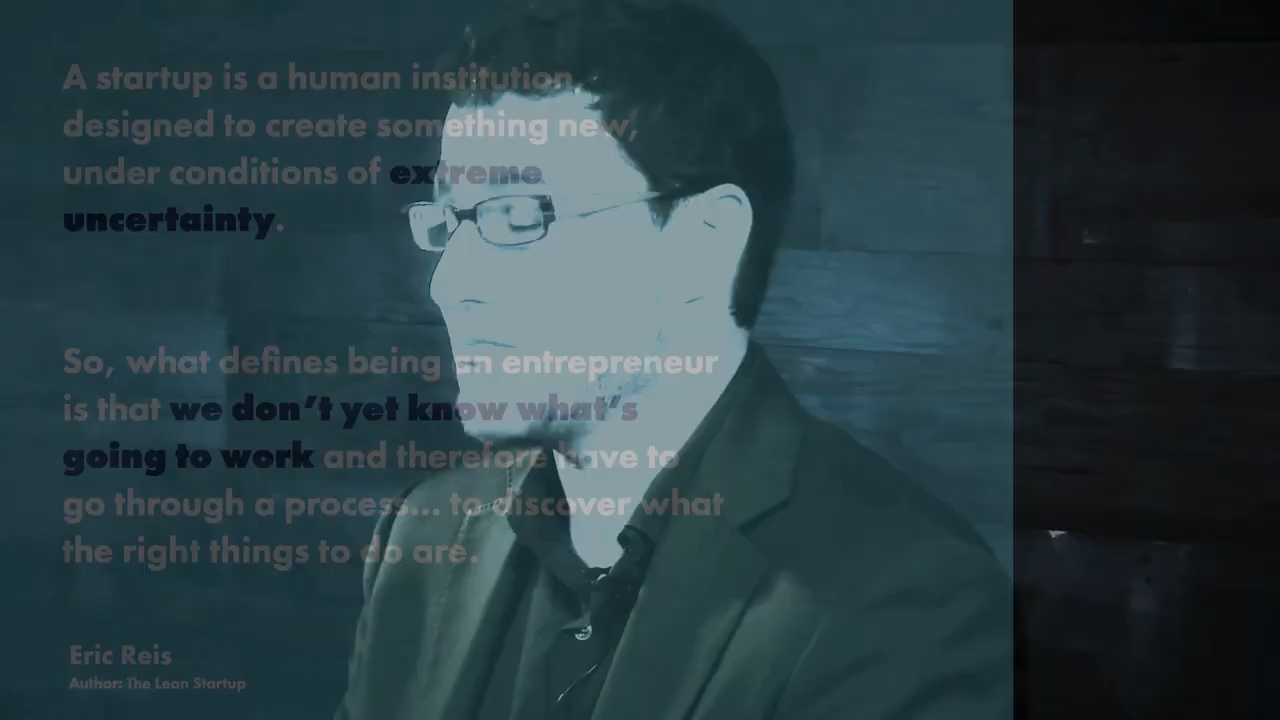 A startup is a human institution
designed to create something new,
under conditions of extreme
uncertainty.
So, what defines being an entrepreneur
is that we don't yet know what's
going to work and therefore have to
go through a process... to discover what
the right things to do are.
Eric Reis
Author: The Lean Startup